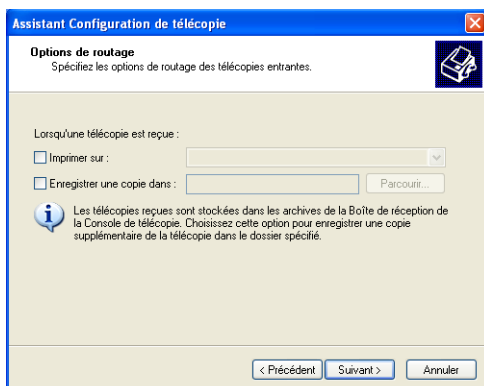 Assistant Configuration de télécopie
Options de routage
Spécifiez les options de routage des télécopies entrantes.
Lorsqu'une télécopie est reçue :
Imprimer sur :
Enregistrer une copie dans :
Parcourir...
Les télécopies reçues sont stockées dans les archives de la Boîte de réception de
la Console de télécopie. Choisissez cette option pour enregistrer une copie
supplémentaire de la télécopie dans le dossier spécifié.
< Précédent
Suivant >
Annuler